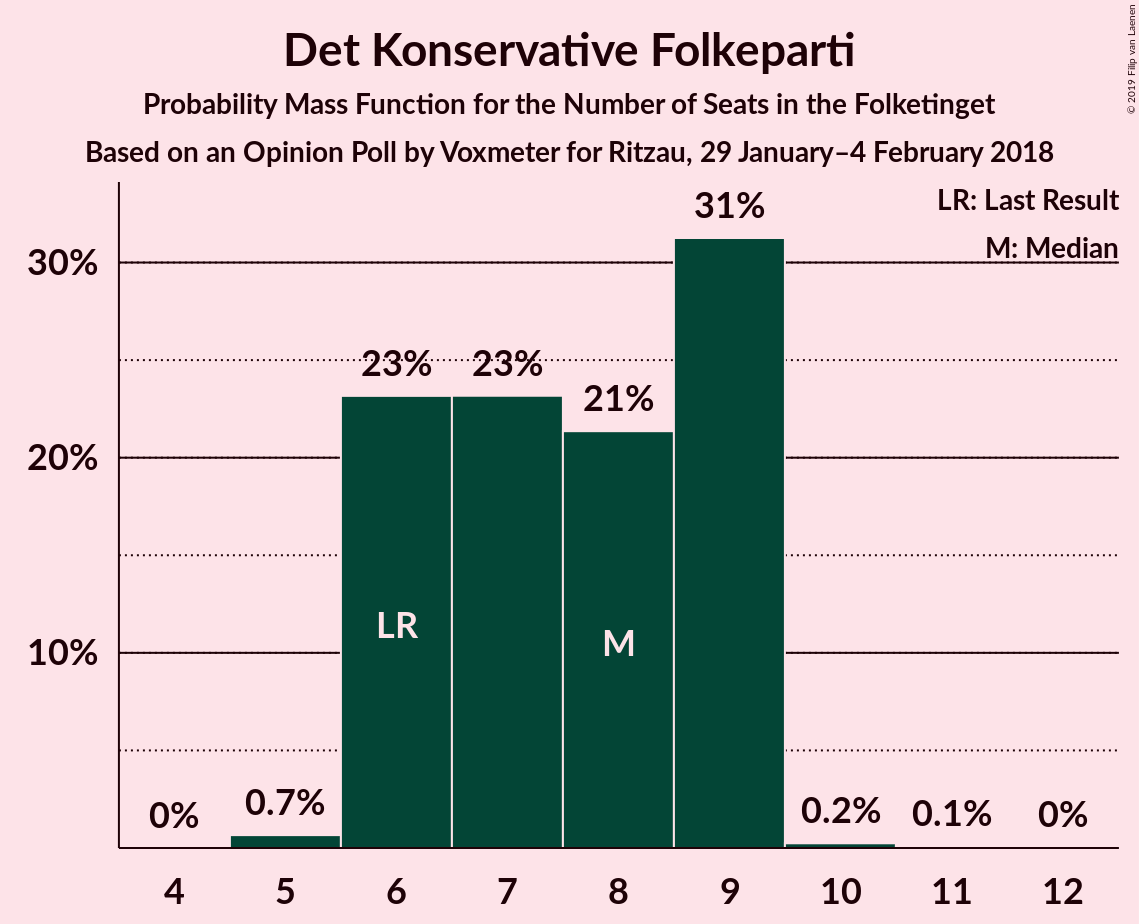 Det Konservative Folkeparti
Probability Mass Function for the Number of Seats in the Folketinget
Based on an Opinion Poll by Voxmeter for Ritzau, 29 January–4 February 2018
© 2019 Filip van Laenen
LR: Last Result
M: Median
31%
30%
23% 23%
21%
20%
LR
M
10%
0% 0.7% 0.2% 0.1% 0%
4 5 6 7 8 9 10 11 12